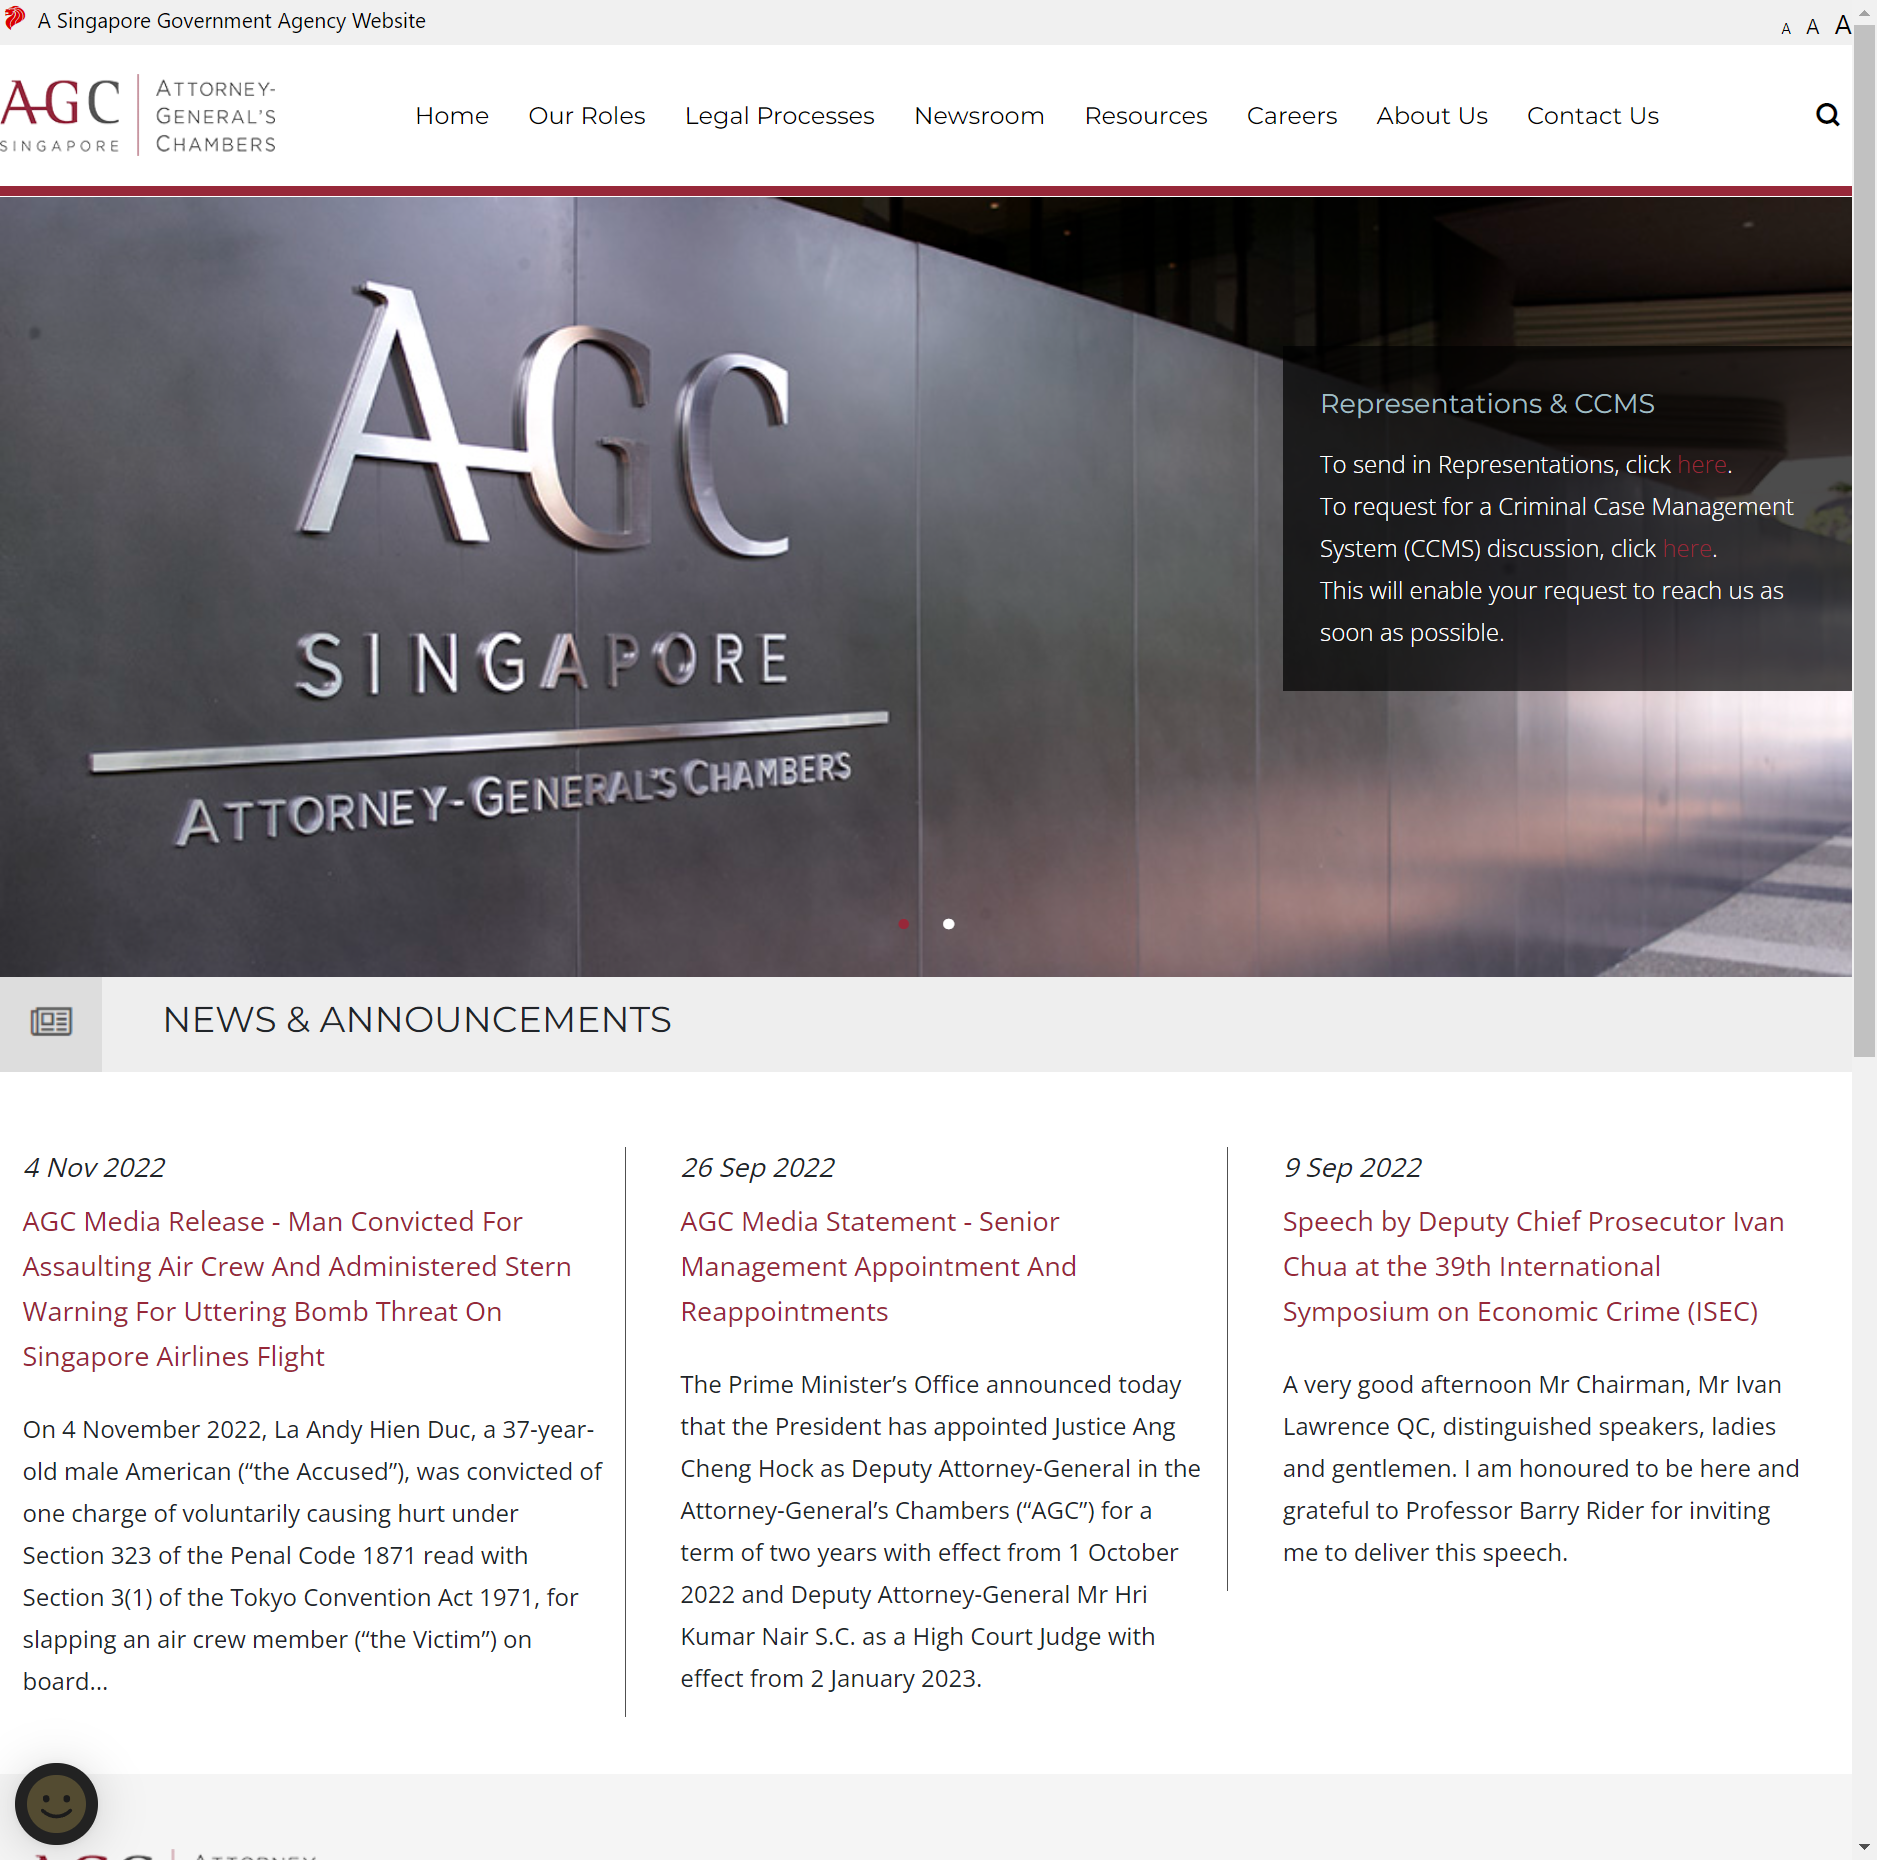 A Singapore Government Agency Website
A A A
AGC
SINGAPORE
ATTORNEY-
GENERAL'S
CHAMBERS
Home Our Roles Legal Processes Newsroom Resources Careers About Us Contact Us
AGC
SINGAPORE
ATTORNEY-GENERAL'S CHAMBERS
Representations & CCMS
To send in Representations, click here.
To request for a Criminal Case Management
System (CCMS) discussion, click here.
This will enable your request to reach us as
soon as possible.
NEWS & ANNOUNCEMENTS
4 Nov 2022
AGC Media Release - Man Convicted For
Assaulting Air Crew And Administered Stern
Warning For Uttering Bomb Threat On
Singapore Airlines Flight
On 4 November 2022, La Andy Hien Duc, a 37-year-
old male American (“the Accused”), was convicted of
one charge of voluntarily causing hurt under
Section 323 of the Penal Code 1871 read with
Section 3(1) of the Tokyo Convention Act 1971, for
slapping an air crew member (“the Victim”) on
board...
26 Sep 2022
AGC Media Statement - Senior
Management Appointment And
Reappointments
The Prime Minister’s Office announced today
that the President has appointed Justice Ang
Cheng Hock as Deputy Attorney-General in the
Attorney-General’s Chambers (“AGC”) for a
term of two years with effect from 1 October
2022 and Deputy Attorney-General Mr Hri
Kumar Nair S.C. as a High Court Judge with
effect from 2 January 2023.
9 Sep 2022
Speech by Deputy Chief Prosecutor Ivan
Chua at the 39th International
Symposium on Economic Crime (ISEC)
A very good afternoon Mr Chairman, Mr Ivan
Lawrence QC, distinguished speakers, ladies
and gentlemen. I am honoured to be here and
grateful to Professor Barry Rider for inviting
me to deliver this speech.